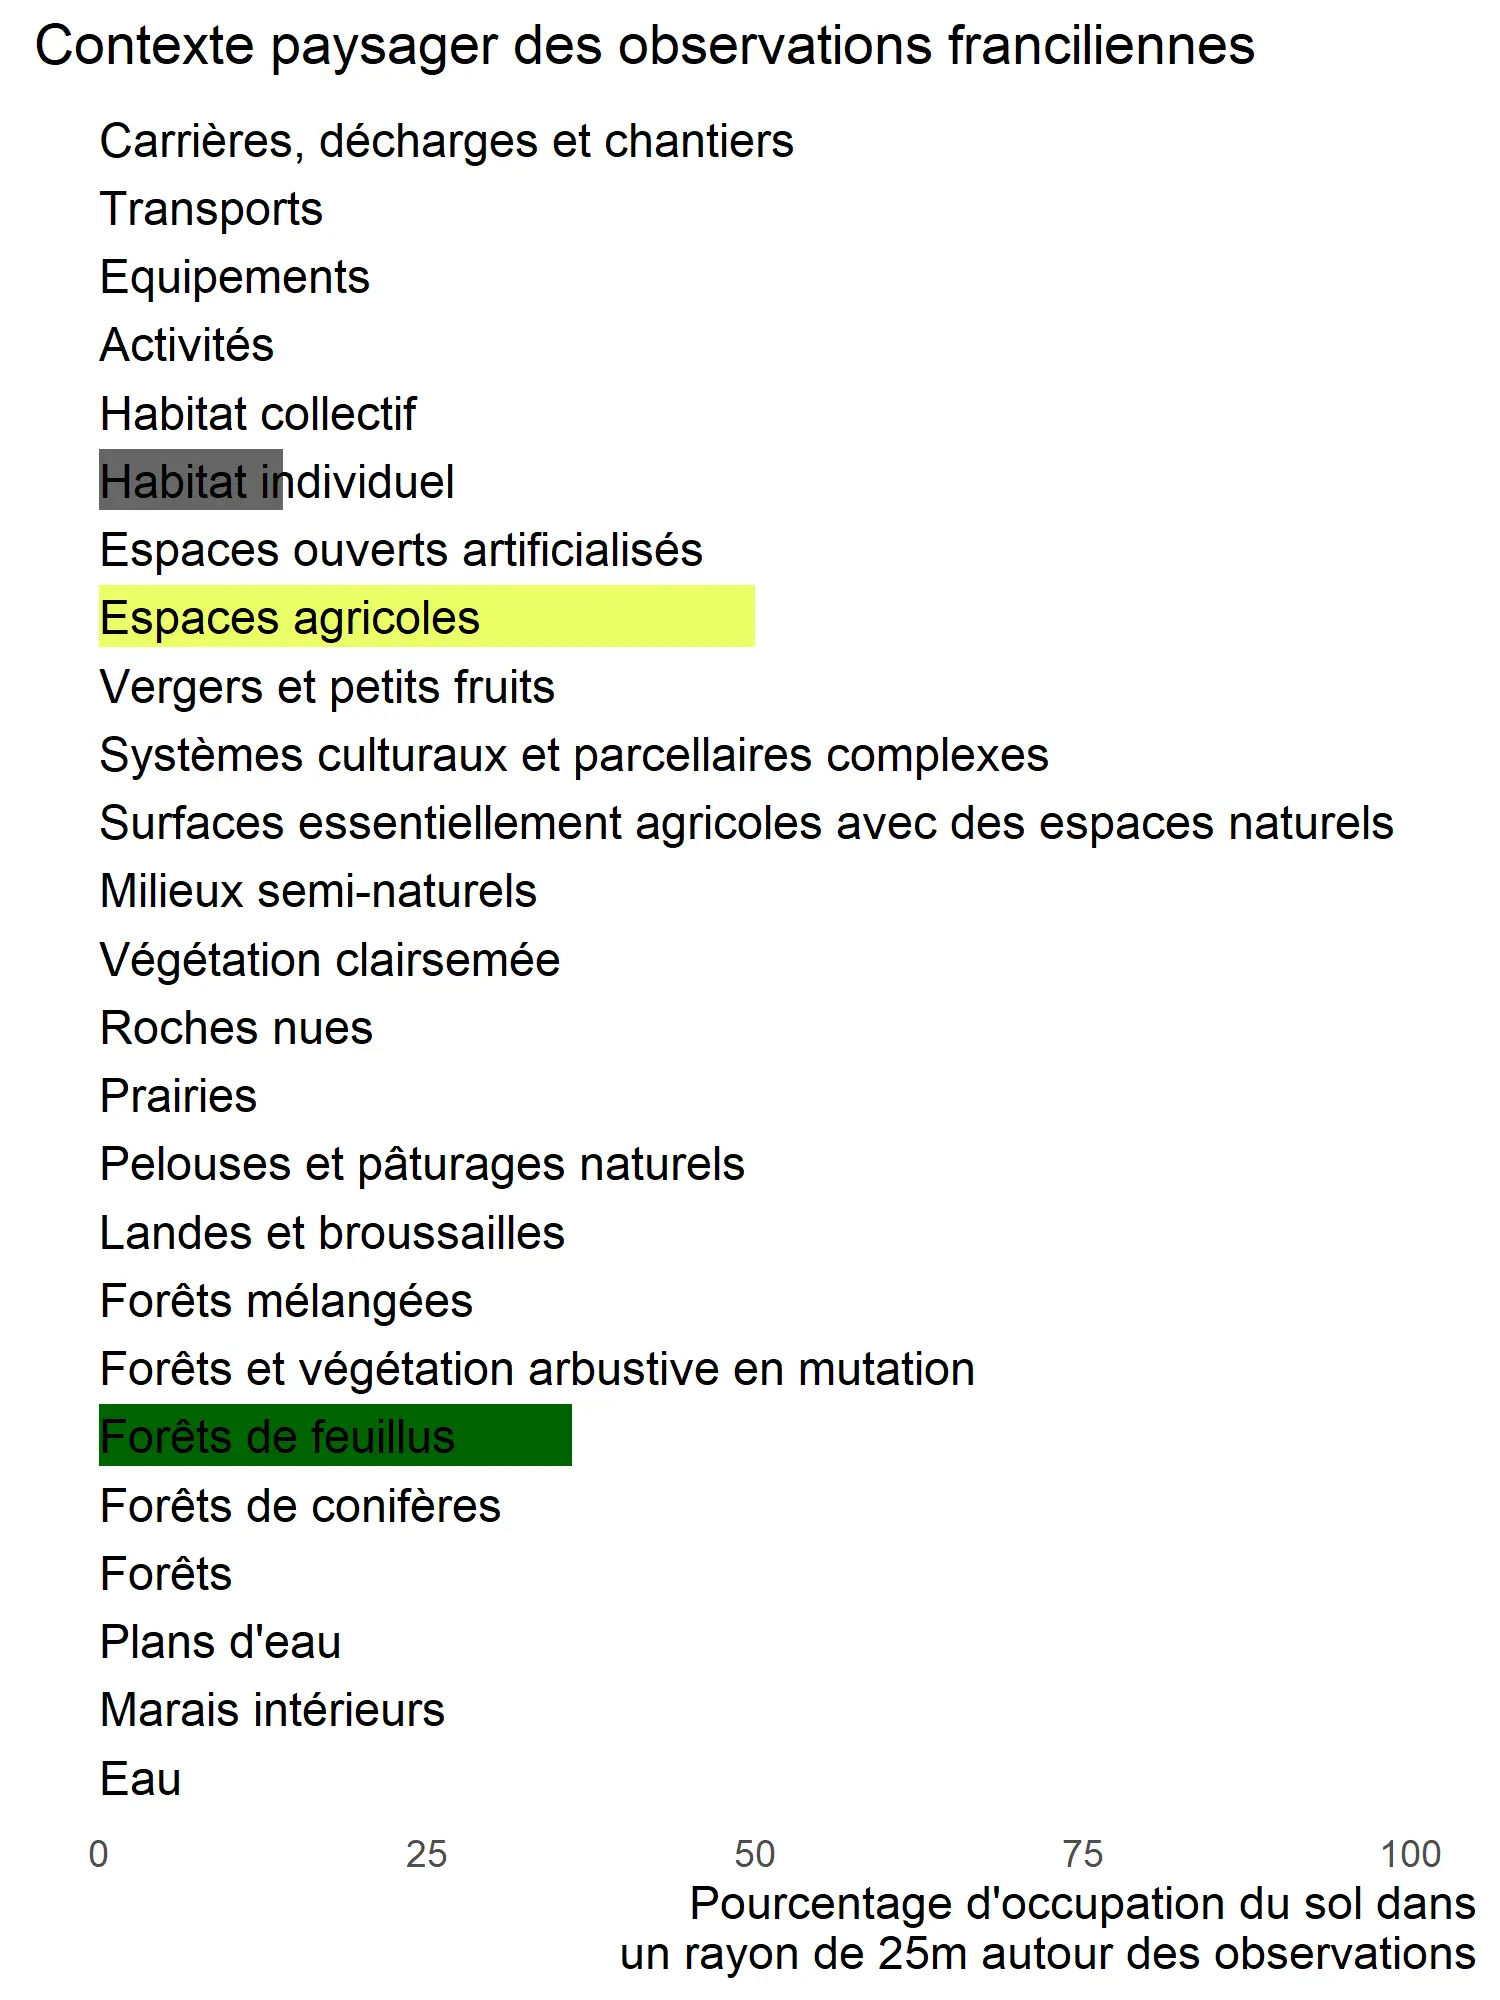 Contexte paysager des observations franciliennes
Carrières, décharges et chantiers
Transports
Equipements
Activités
Habitat collectif
Habitat individuel
Espaces ouverts artificialisés
Espaces agricoles
Vergers et petits fruits
Systèmes culturaux et parcellaires complexes
Surfaces essentiellement agricoles avec des espaces naturels
Milieux semi-naturels
Végétation clairsemée
Roches nues
Prairies
Pelouses et pâturages naturels
Landes et broussailles
Forêts mélangées
Forêts et végétation arbustive en mutation
Forêts de feuillus
Forêts de conifères
Forêts
Plans d'eau
Marais intérieurs
Eau
0 25 50 75 100
Pourcentage d'occupation du sol dans
un rayon de 25m autour des observations